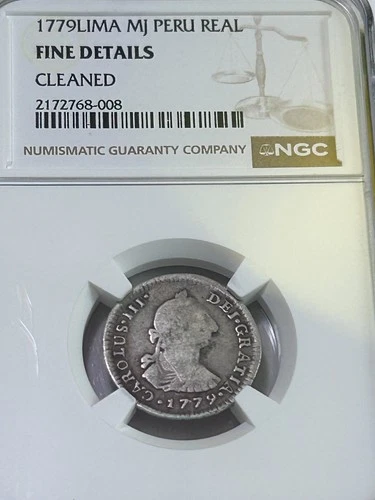 1779LIMA MJ PERU REAL
FINE DETAILS
CLEANED
2172768-008
NUMISMATIC GUARANTY COMPANY NGC
CAROLUS·III· DEI·GRATIA
·1779·